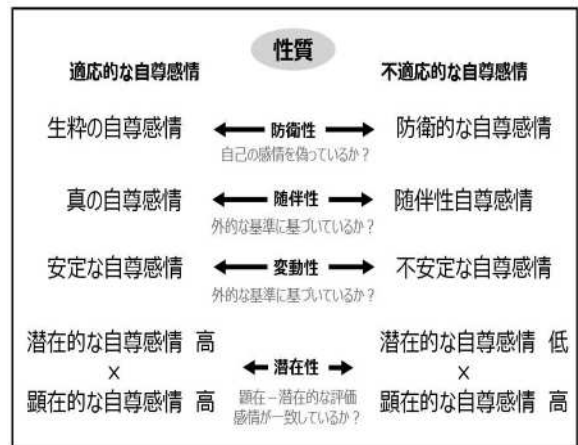 性質
適応的な自尊感情 不適応的な自尊感情
生粋の自尊感情 防衛性 防衛的な自尊感情
自己の感情を偽っているか？
真の自尊感情 随伴性 随伴性自尊感情
外的な基準に基づいているか？
安定な自尊感情 変動性 不安定な自尊感情
外的な基準に基づいているか？
潜在的な自尊感情 高 潜在的な自尊感情 低
× 潜在性 ×
顕在的な自尊感情 高 顕在－潜在的な評価 顕在的な自尊感情 高
感情が一致しているか？